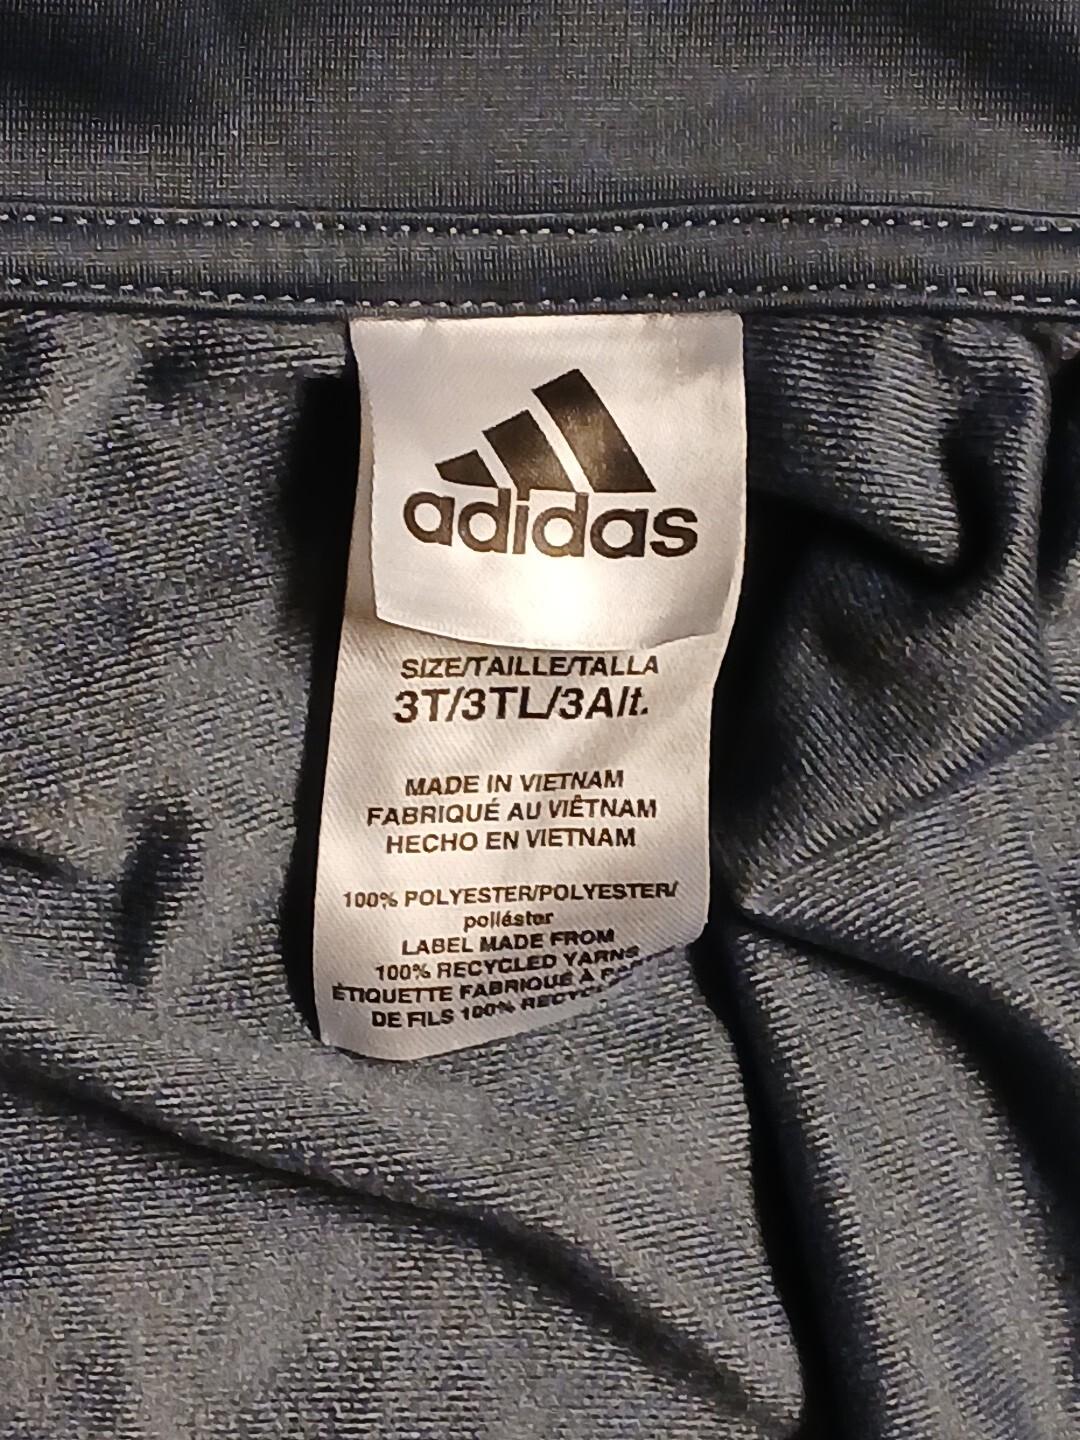 adidas
SIZE/TAILLE/TALLA
3T/3TL/3Alt.
MADE IN VIETNAM
FABRIQUÉ AU VIÊTNAM
HECHO EN VIETNAM
100% POLYESTER/POLYESTER/
poliéster
LABEL MADE FROM
100% RECYCLED YARNS
ÉTIQUETTE FABRIQUÉ À
DE FILS 100%